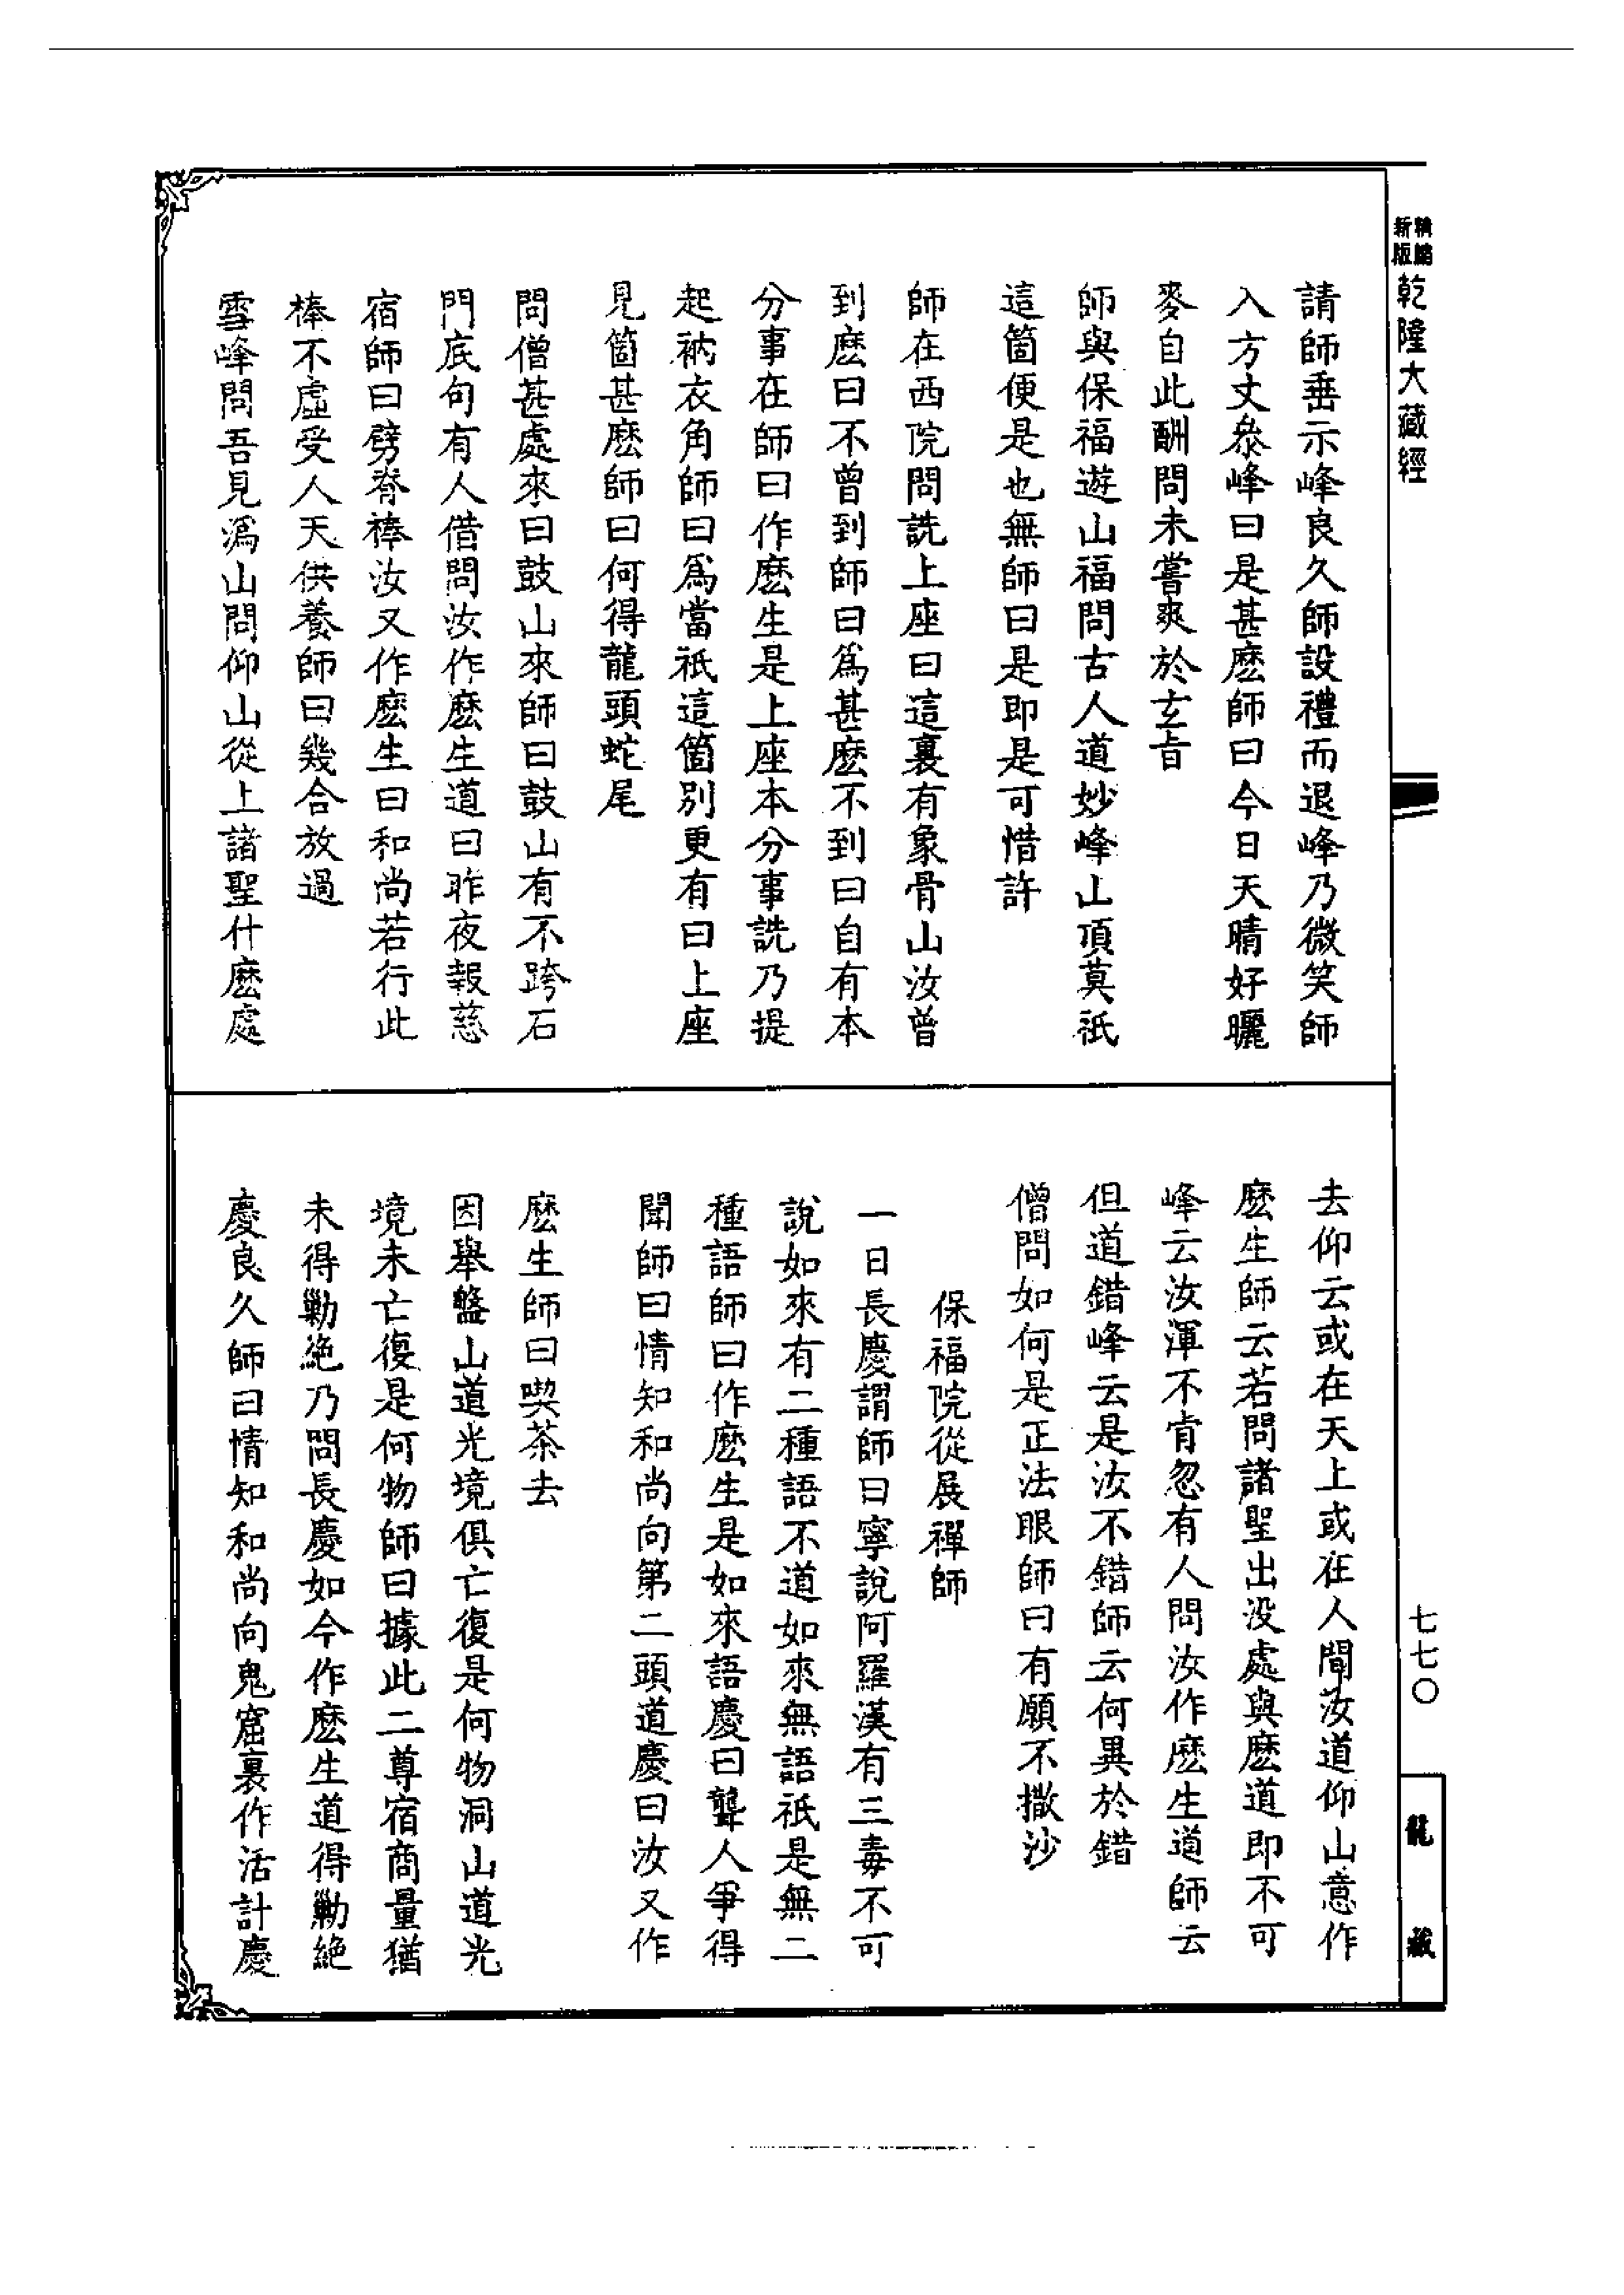 新版精編乾隆大藏經
請師垂示峰良久師設禮而退峰乃微笑師
入方丈叅峰曰是甚麽師曰今日天晴好曬
麥自此酬問未嘗爽於玄㫖
師與保福遊山福問古人道妙峰山頂莫祇
這箇便是也無師曰是即是可惜許
師在西院問詵上座曰這裏有象骨山汝曾
到麽曰不曾到師曰爲甚麽不到曰自有本
分事在師曰作麽生是上座本分事詵乃提
起衲衣角師曰爲當祇這箇別更有曰上座
見箇甚麽師曰何得龍頭蛇尾
問僧甚處來曰鼓山來師曰鼓山有不跨石
門底句有人借問汝作麽生道曰昨夜報慈
宿師曰劈脊棒汝又作麽生曰和尚若行此
棒不虛受人天供養師曰幾合放過
雪峰問吾見溈山問仰山從上諸聖什麽處
去仰云或在天上或在人間汝道仰山意作
麽生師云若問諸聖出没處與麽道即不可
峰云汝渾不肯忽有人問汝作麽生道師云
但道錯峰云是汝不錯師云何異於錯
僧問如何是正法眼師曰有願不撒沙
保福院從展禪師
一日長慶謂師曰寧說阿羅漢有三毒不可
說如來有二種語不道如來無語祇是無二
種語師曰作麽生是如來語慶曰聾人爭得
聞師曰情知和尚向第二頭道慶曰汝又作
麽生師曰喫茶去
因舉盤山道光境俱亡復是何物洞山道光
境未亡復是何物師曰據此二尊宿商量猶
未得勦絶乃問長慶如今作麽生道得勦絶
慶良久師曰情知和尚向鬼窟裏作活計慶
七七〇
龍藏